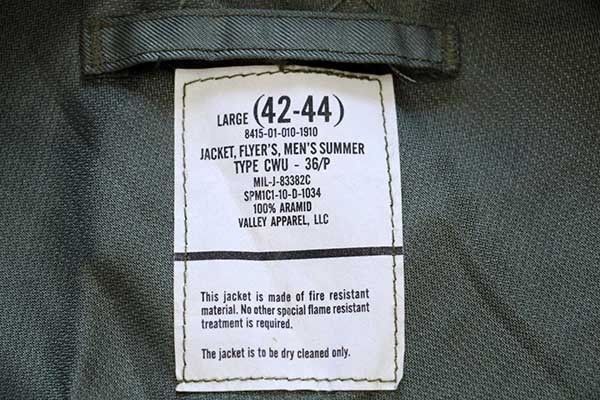 LARGE (42-44)
8415-01-010-1910
JACKET, FLYER'S, MEN'S SUMMER
TYPE CWU - 36/P
MIL-J-83382C
SPM1C1-10-D-1034
100% ARAMID
VALLEY APPAREL, LLC
This jacket is made of fire resistant
material. No other special flame resistant
treatment is required.
The jacket is to be dry cleaned only.